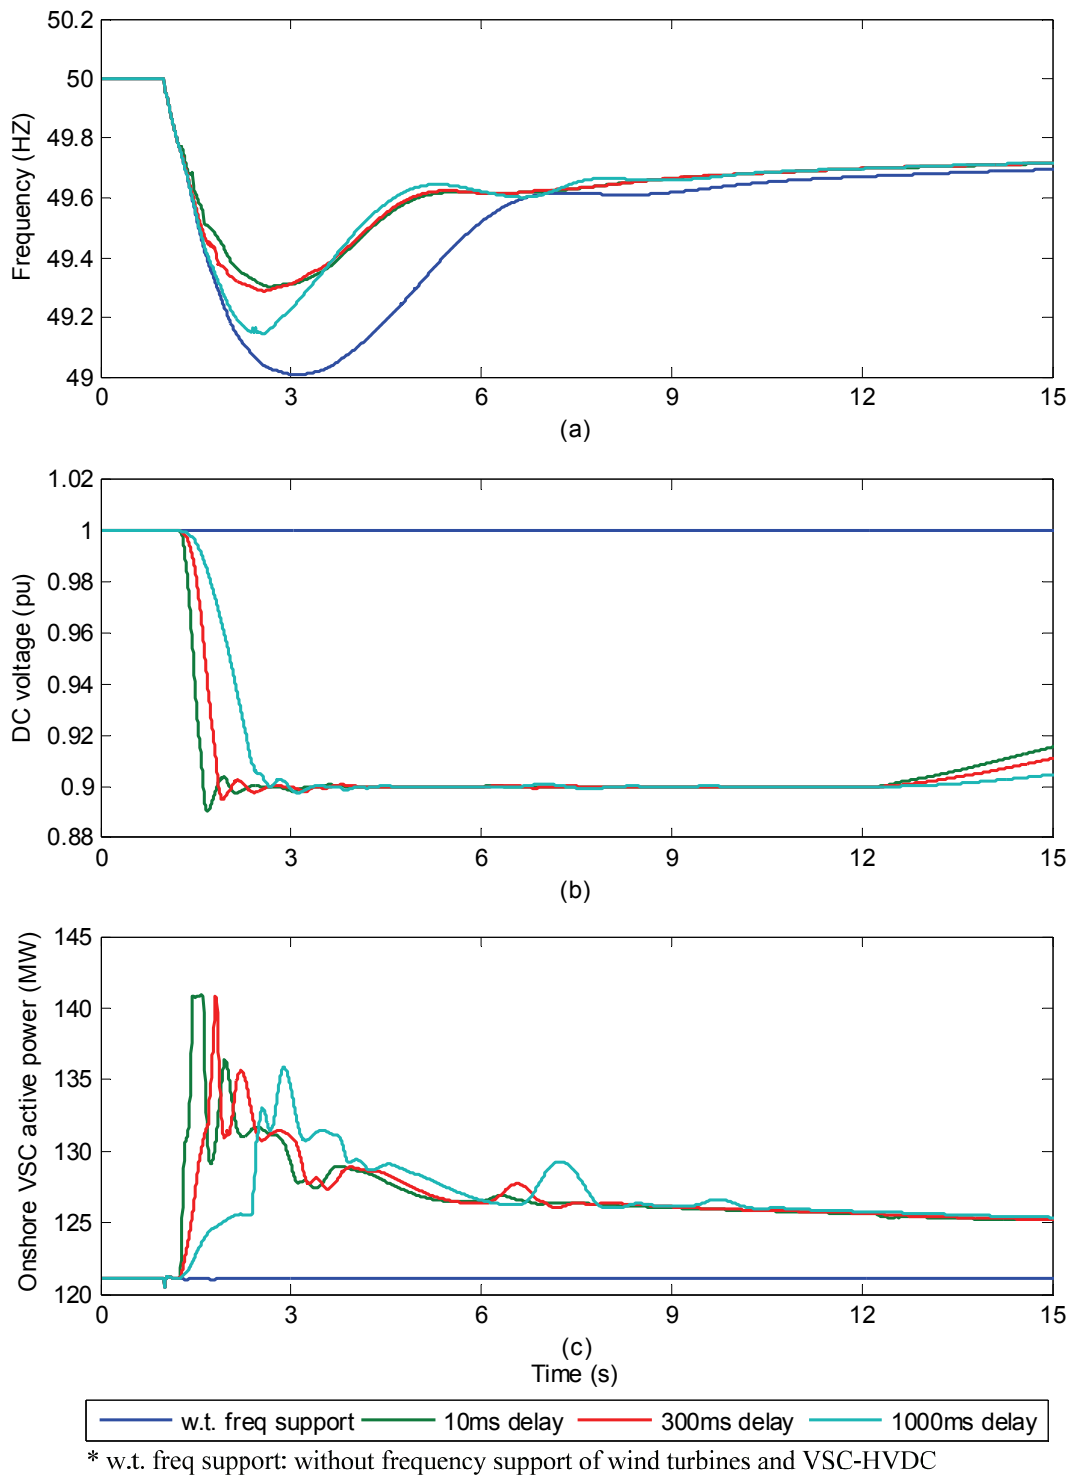 50.2
50
49.8
49.6
49.4
49.2
49
Frequency (HZ)
0 3 6 9 12 15
(a)
1.02
1
0.98
0.96
0.94
0.92
0.9
0.88
DC voltage (pu)
0 3 6 9 12 15
(b)
145
140
135
130
125
120
Onshore VSC active power (MW)
0 3 6 9 12 15
(c)
Time (s)
w.t. freq support 10ms delay 300ms delay 1000ms delay
* w.t. freq support: without frequency support of wind turbines and VSC-HVDC